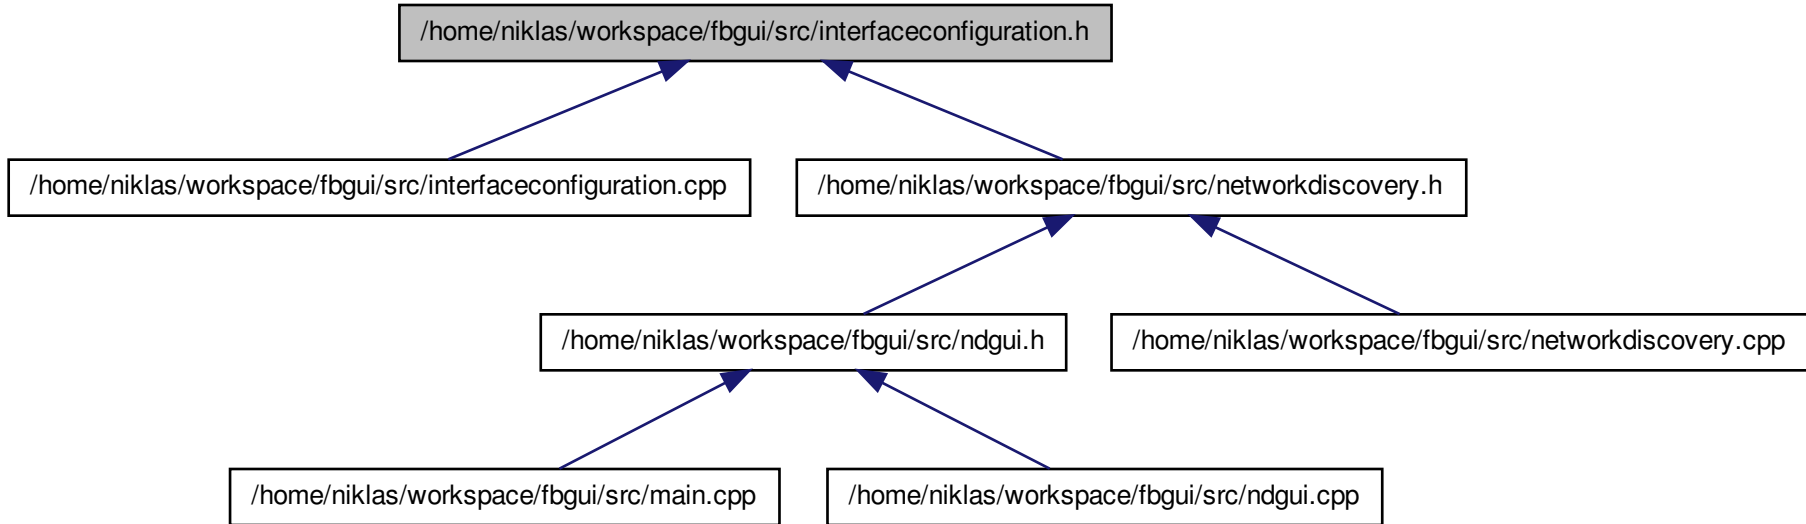 /home/niklas/workspace/fbgui/src/interfaceconfiguration.h
/home/niklas/workspace/fbgui/src/interfaceconfiguration.cpp
/home/niklas/workspace/fbgui/src/networkdiscovery.h
/home/niklas/workspace/fbgui/src/ndgui.h
/home/niklas/workspace/fbgui/src/networkdiscovery.cpp
/home/niklas/workspace/fbgui/src/main.cpp
/home/niklas/workspace/fbgui/src/ndgui.cpp